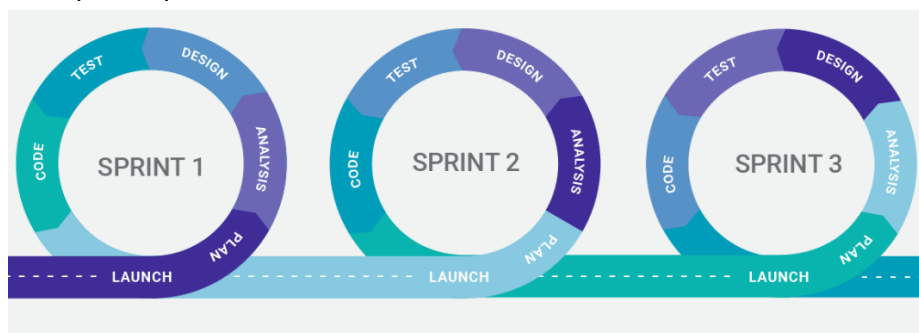 TEST
DESIGN
ANALYSIS
CODE
SPRINT 1
PLAN
LAUNCH
TEST
DESIGN
ANALYSIS
CODE
SPRINT 2
PLAN
LAUNCH
TEST
DESIGN
ANALYSIS
CODE
SPRINT 3
PLAN
LAUNCH